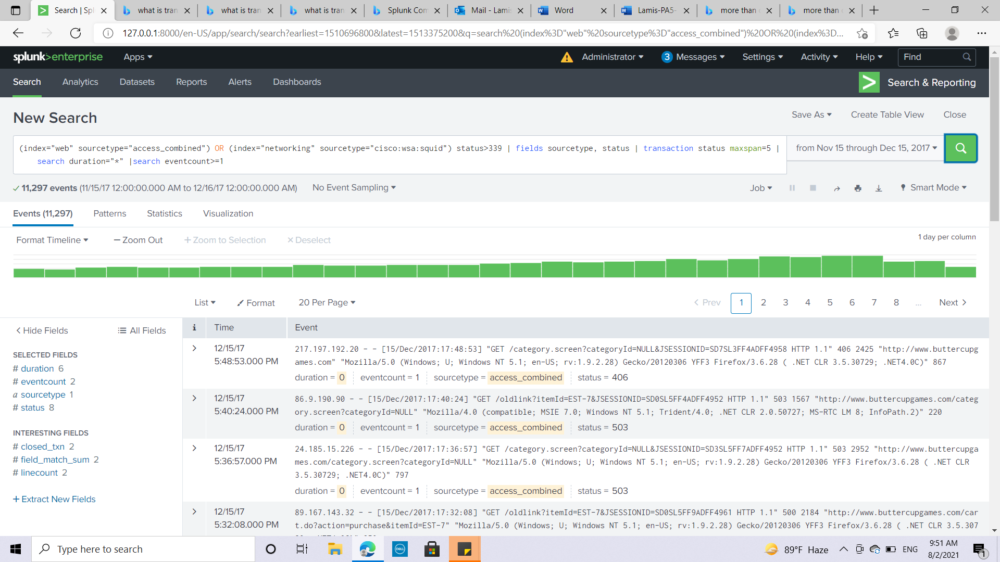 Search | Spl
what is tran
what is tran
what is tran
Splunk Com
Mail - Lamis
Word
Lamis-PA5-
more than
more than
127.0.0.1:8000/en-US/app/search/search?earliest=1510696800&latest=1513375200&q=search%20(index%3D"web"%20sourcetype%3D"access_combined")%20OR%20(index%3D...
splunk>enterprise
Apps
Administrator
3 Messages
Settings
Activity
Help
Find
Search
Analytics
Datasets
Reports
Alerts
Dashboards
Search & Reporting
New Search
Save As
Create Table View
Close
(index="web" sourcetype="access_combined") OR (index="networking" sourcetype="cisco:wsa:squid") status>339 | fields sourcetype, status | transaction status maxspan=5 |
search duration="*" |search eventcount>=1
from Nov 15 through Dec 15, 2017
11,297 events (11/15/17 12:00:00.000 AM to 12/16/17 12:00:00.000 AM)
No Event Sampling
Job
Smart Mode
Events (11,297)
Patterns
Statistics
Visualization
Format Timeline
— Zoom Out
+ Zoom to Selection
× Deselect
1 day per column
List
Format
20 Per Page
< Prev
1
2
3
4
5
6
7
8
...
Next >
< Hide Fields
All Fields
i
Time
Event
SELECTED FIELDS
# duration 6
# eventcount 2
a sourcetype 1
# status 8
INTERESTING FIELDS
# closed_txn 2
# field_match_sum 2
# linecount 2
+ Extract New Fields
12/15/17
5:48:53.000 PM
217.197.192.20 - - [15/Dec/2017:17:48:53] "GET /category.screen?categoryId=NULL&JSESSIONID=SD7SL3FF4ADFF4958 HTTP 1.1" 406 2425 "http://www.buttercupg
ames.com" "Mozilla/5.0 (Windows; U; Windows NT 5.1; en-US; rv:1.9.2.28) Gecko/20120306 YFF3 Firefox/3.6.28 ( .NET CLR 3.5.30729; .NET4.0C)" 867
duration = 0
eventcount = 1
sourcetype = access_combined
status = 406
12/15/17
5:40:24.000 PM
86.9.190.90 - - [15/Dec/2017:17:40:24] "GET /oldlink?itemId=EST-7&JSESSIONID=SD0SL5FF4ADFF4952 HTTP 1.1" 503 1567 "http://www.buttercupgames.com/categ
ory.screen?categoryId=NULL" "Mozilla/4.0 (compatible; MSIE 7.0; Windows NT 5.1; Trident/4.0; .NET CLR 2.0.50727; MS-RTC LM 8; InfoPath.2)" 220
duration = 0
eventcount = 1
sourcetype = access_combined
status = 503
12/15/17
5:36:57.000 PM
24.185.15.226 - - [15/Dec/2017:17:36:57] "GET /category.screen?categoryId=NULL&JSESSIONID=SD3SL5FF7ADFF4952 HTTP 1.1" 503 2952 "http://www.buttercupga
mes.com/category.screen?categoryId=NULL" "Mozilla/5.0 (Windows; U; Windows NT 5.1; en-US; rv:1.9.2.28) Gecko/20120306 YFF3 Firefox/3.6.28 ( .NET CLR
3.5.30729; .NET4.0C)" 797
duration = 0
eventcount = 1
sourcetype = access_combined
status = 503
12/15/17
5:32:08.000 PM
89.167.143.32 - - [15/Dec/2017:17:32:08] "GET /oldlink?itemId=EST-7&JSESSIONID=SD0SL5FF9ADFF4961 HTTP 1.1" 500 2184 "http://www.buttercupgames.com/car
t.do?action=purchase&itemId=EST-7" "Mozilla/5.0 (Windows; U; Windows NT 5.1; en-US; rv:1.9.2.28) Gecko/20120306 YFF3 Firefox/3.6.28 ( .NET CLR 3.5.307
Type here to search
DELL
89°F Haze
ENG
9:51 AM
8/2/2021
1